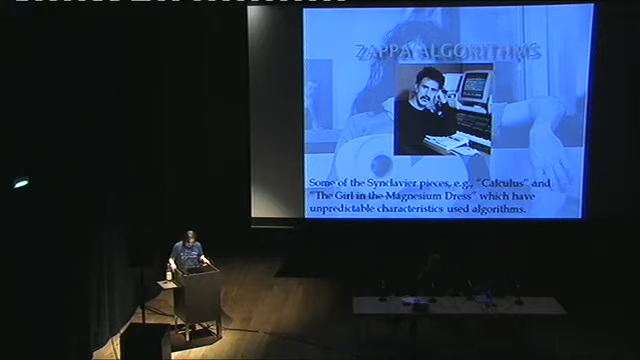 ZAPPA ALGORITHMS
Some of the Synclavier pieces, e.g., "Calculus" and
"The Girl in the Magnesium Dress" which have
unpredictable characteristics used algorithms.